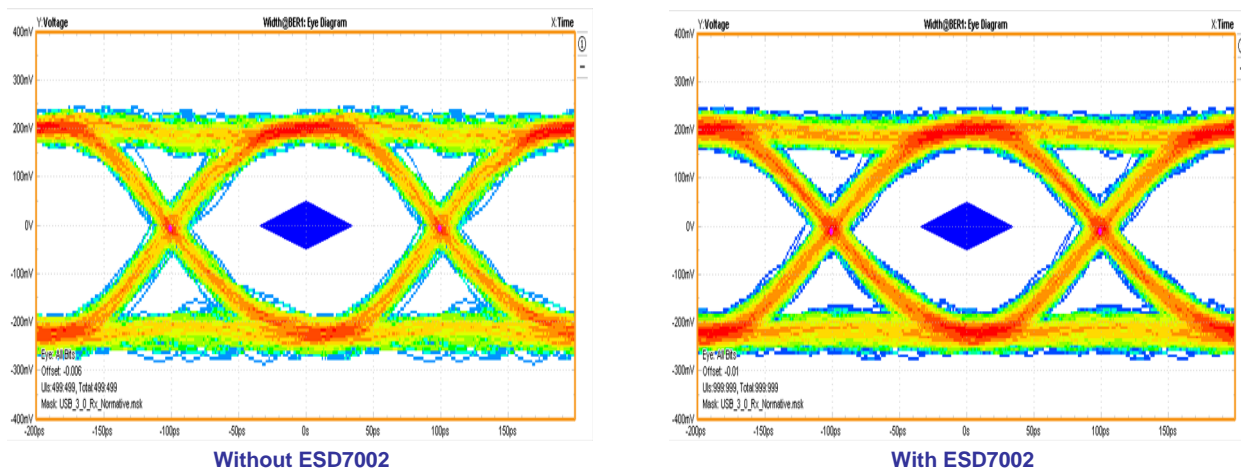 Y:Voltage
Width@BER1: Eye Diagram
X:Time
400mV
300mV
200mV
100mV
0V
-100mV
-200mV
-300mV
-400mV
Eye: All Bits
Offset: -0.006
UIs:499:499, Total:499:499
Mask: USB_3_0_Rx_Normative.msk
-200ps
-150ps
-100ps
-50ps
0s
50ps
100ps
150ps
1
Without ESD7002
Y:Voltage
Width@BER1: Eye Diagram
X:Time
400mV
300mV
200mV
100mV
0V
-100mV
-200mV
-300mV
-400mV
Eye: All Bits
Offset: -0.01
UIs:999:999, Total:999:999
Mask: USB_3_0_Rx_Normative.msk
-200ps
-150ps
-100ps
-50ps
0s
50ps
100ps
150ps
With ESD7002